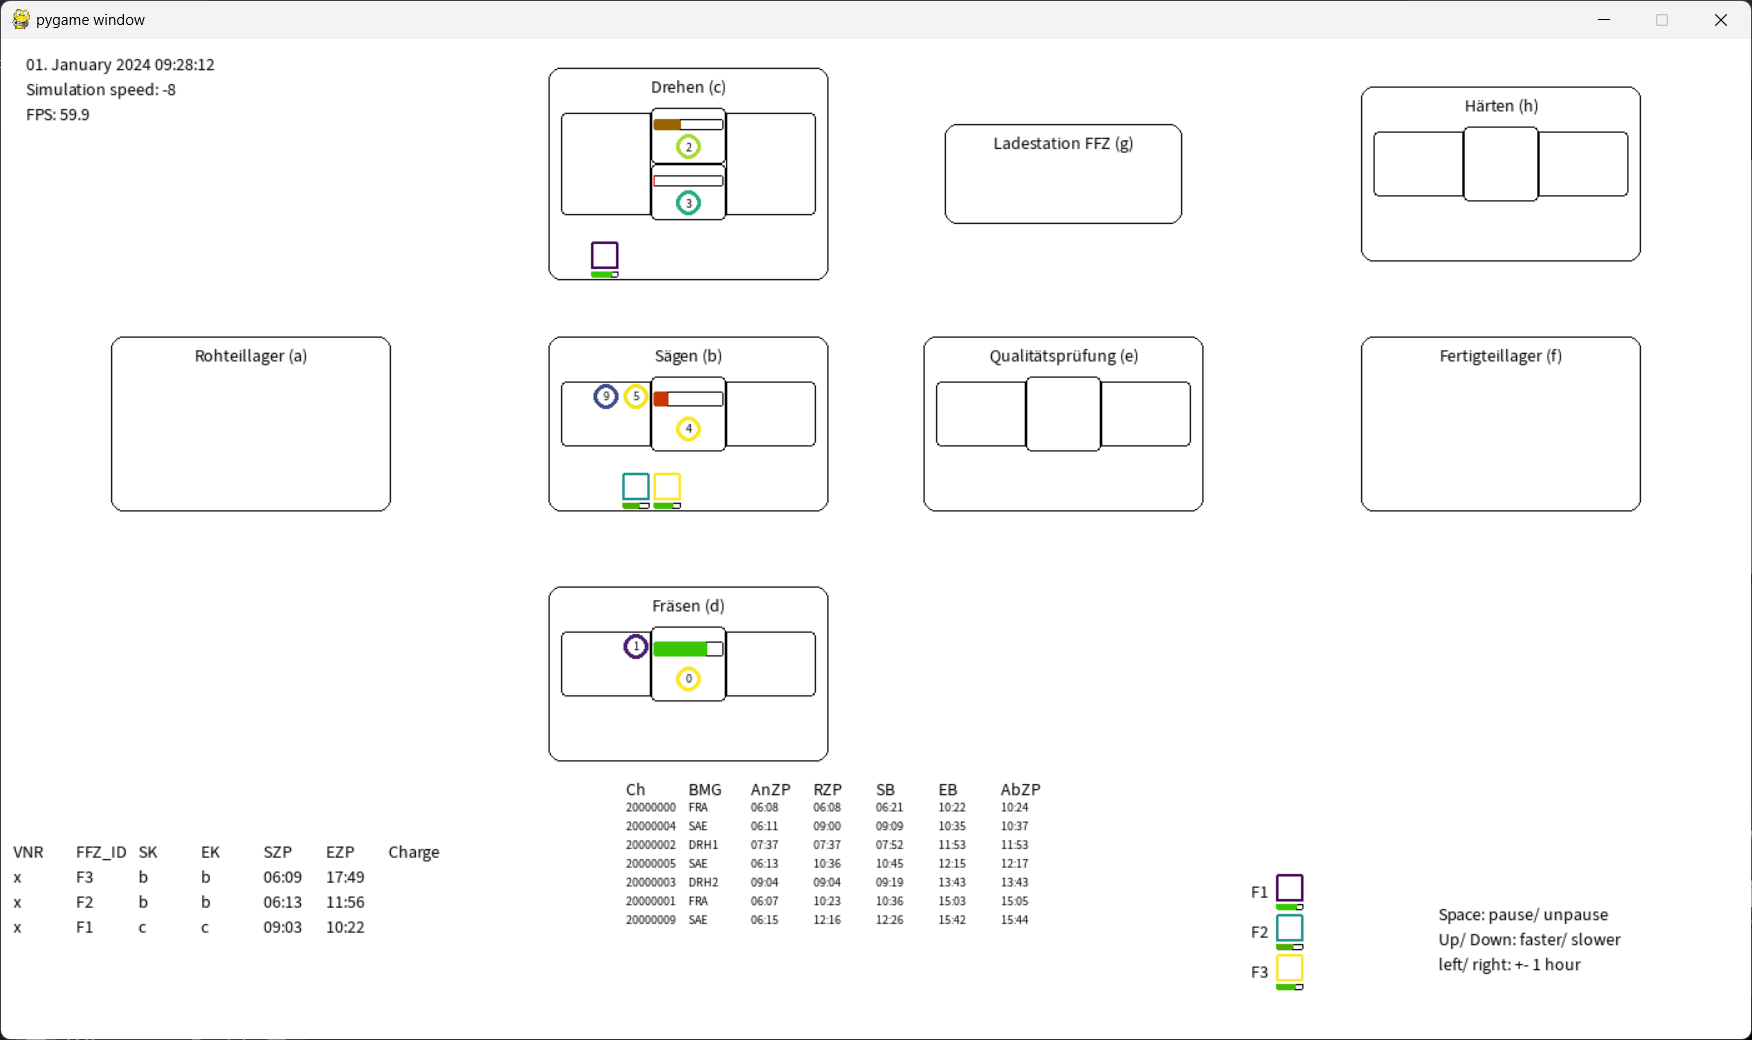 pygame window
01. January 2024 09:28:12
Simulation speed: -8
FPS: 59.9
Drehen (c)
2
3
Ladestation FFZ (g)
Härten (h)
Rohteillager (a)
Sägen (b)
9 5
4
Qualitätsprüfung (e)
Fertigteillager (f)
Fräsen (d)
1
0
Ch BMG AnZP RZP SB EB AbZP
20000000 FRA 06:08 06:08 06:21 10:22 10:24
20000004 SAE 06:11 09:00 09:09 10:35 10:37
20000002 DRH1 07:37 07:37 07:52 11:53 11:53
20000005 SAE 06:13 10:36 10:45 12:15 12:17
20000003 DRH2 09:04 09:04 09:19 13:43 13:43
20000001 FRA 06:07 10:23 10:36 15:03 15:05
20000009 SAE 06:15 12:16 12:26 15:42 15:44
VNR FFZ_ID SK EK SZP EZP Charge
x F3 b b 06:09 17:49
x F2 b b 06:13 11:56
x F1 c c 09:03 10:22
F1
F2
F3
Space: pause/ unpause
Up/ Down: faster/ slower
left/ right: +- 1 hour